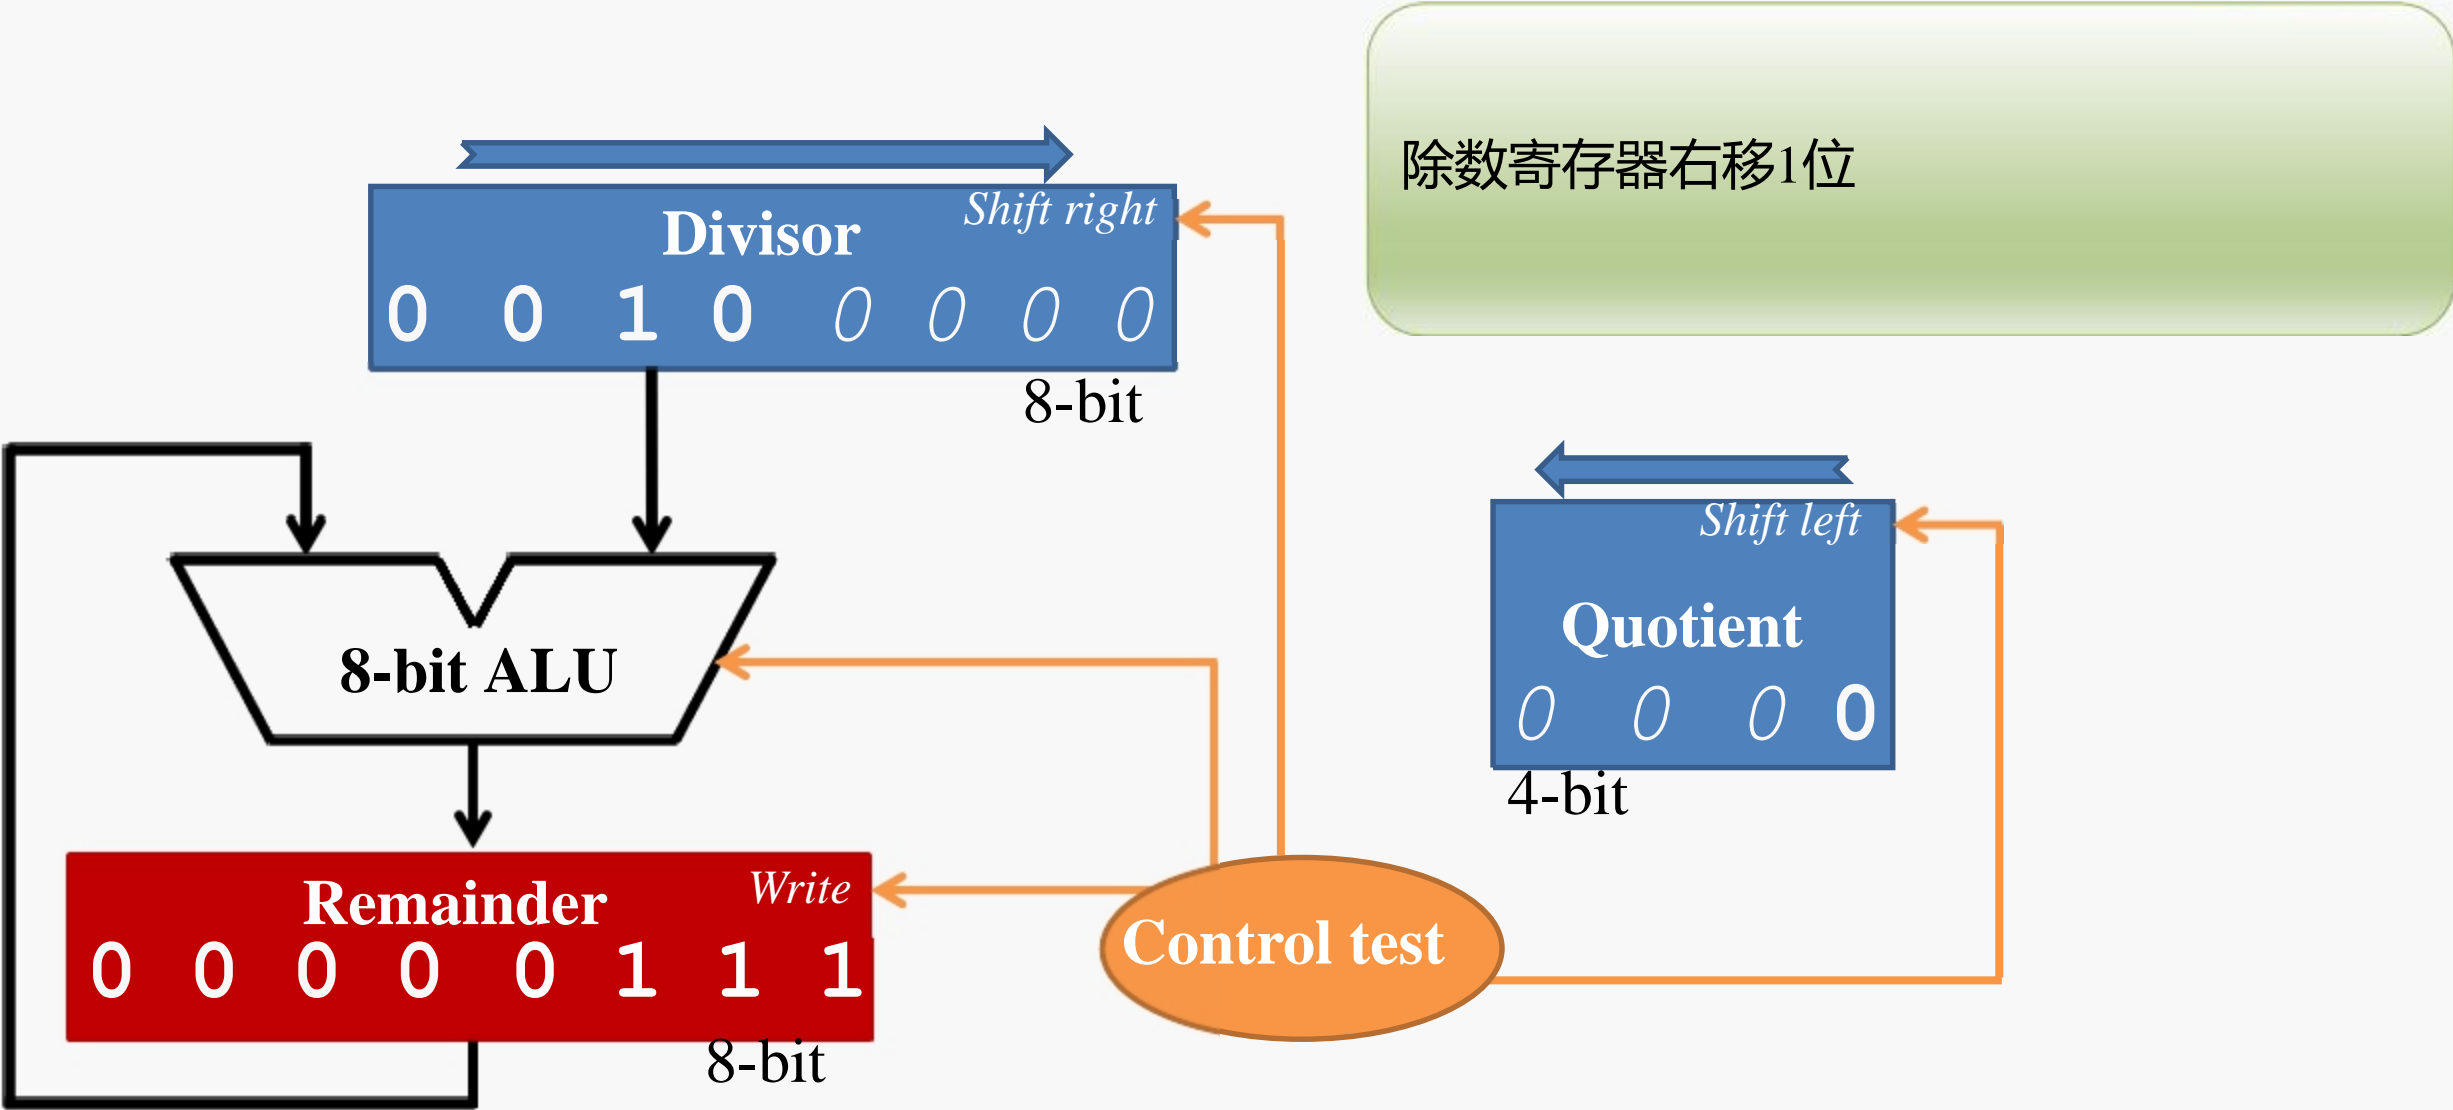 除数寄存器右移1位
Shift right
Divisor
0 0 1 0 0 0 0 0
8-bit
Shift left
Quotient
0 0 0 0
4-bit
8-bit ALU
Write
Remainder
0 0 0 0 0 1 1 1
8-bit
Control test